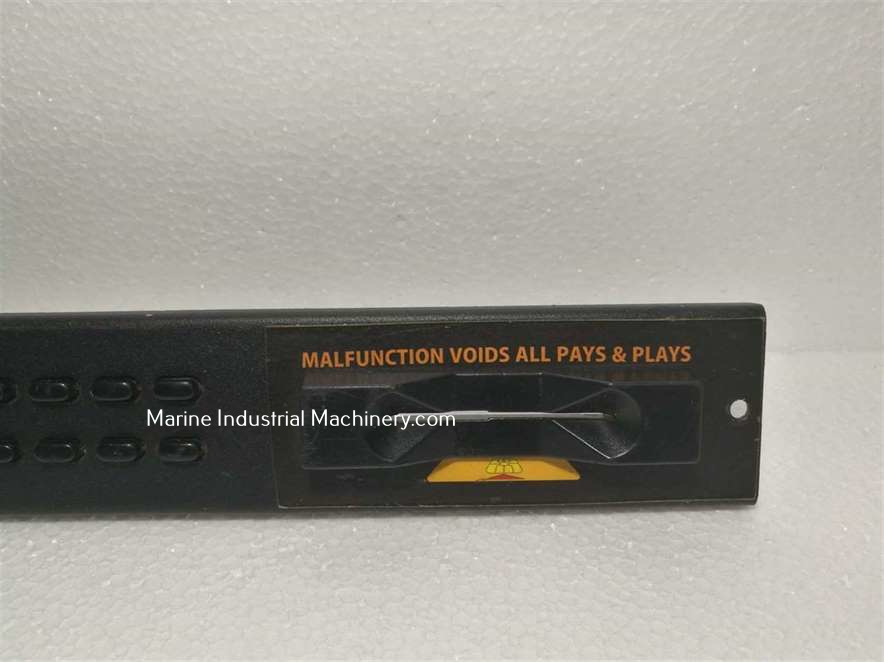 MALFUNCTION VOIDS ALL PAYS & PLAYS
Marine Industrial Machinery.com